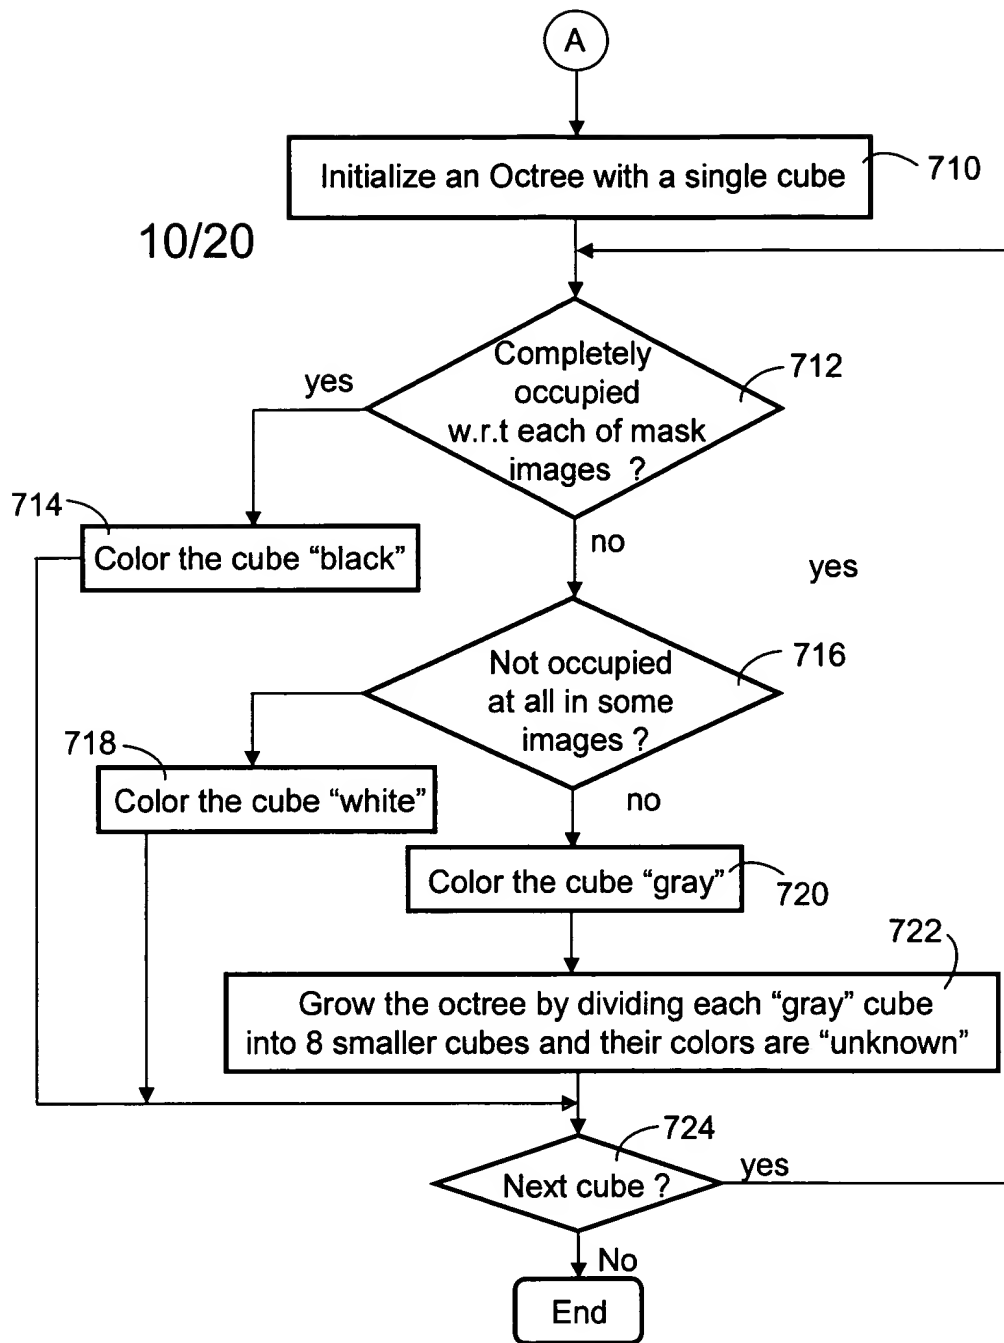 A
Initialize an Octree with a single cube
710
10/20
Completely
occupied
w.r.t each of mask
images ?
712
yes
714
Color the cube “black”
no
yes
Not occupied
at all in some
images ?
716
718
Color the cube “white”
no
Color the cube “gray”
720
722
Grow the octree by dividing each “gray” cube
into 8 smaller cubes and their colors are “unknown”
724
Next cube ?
yes
No
End